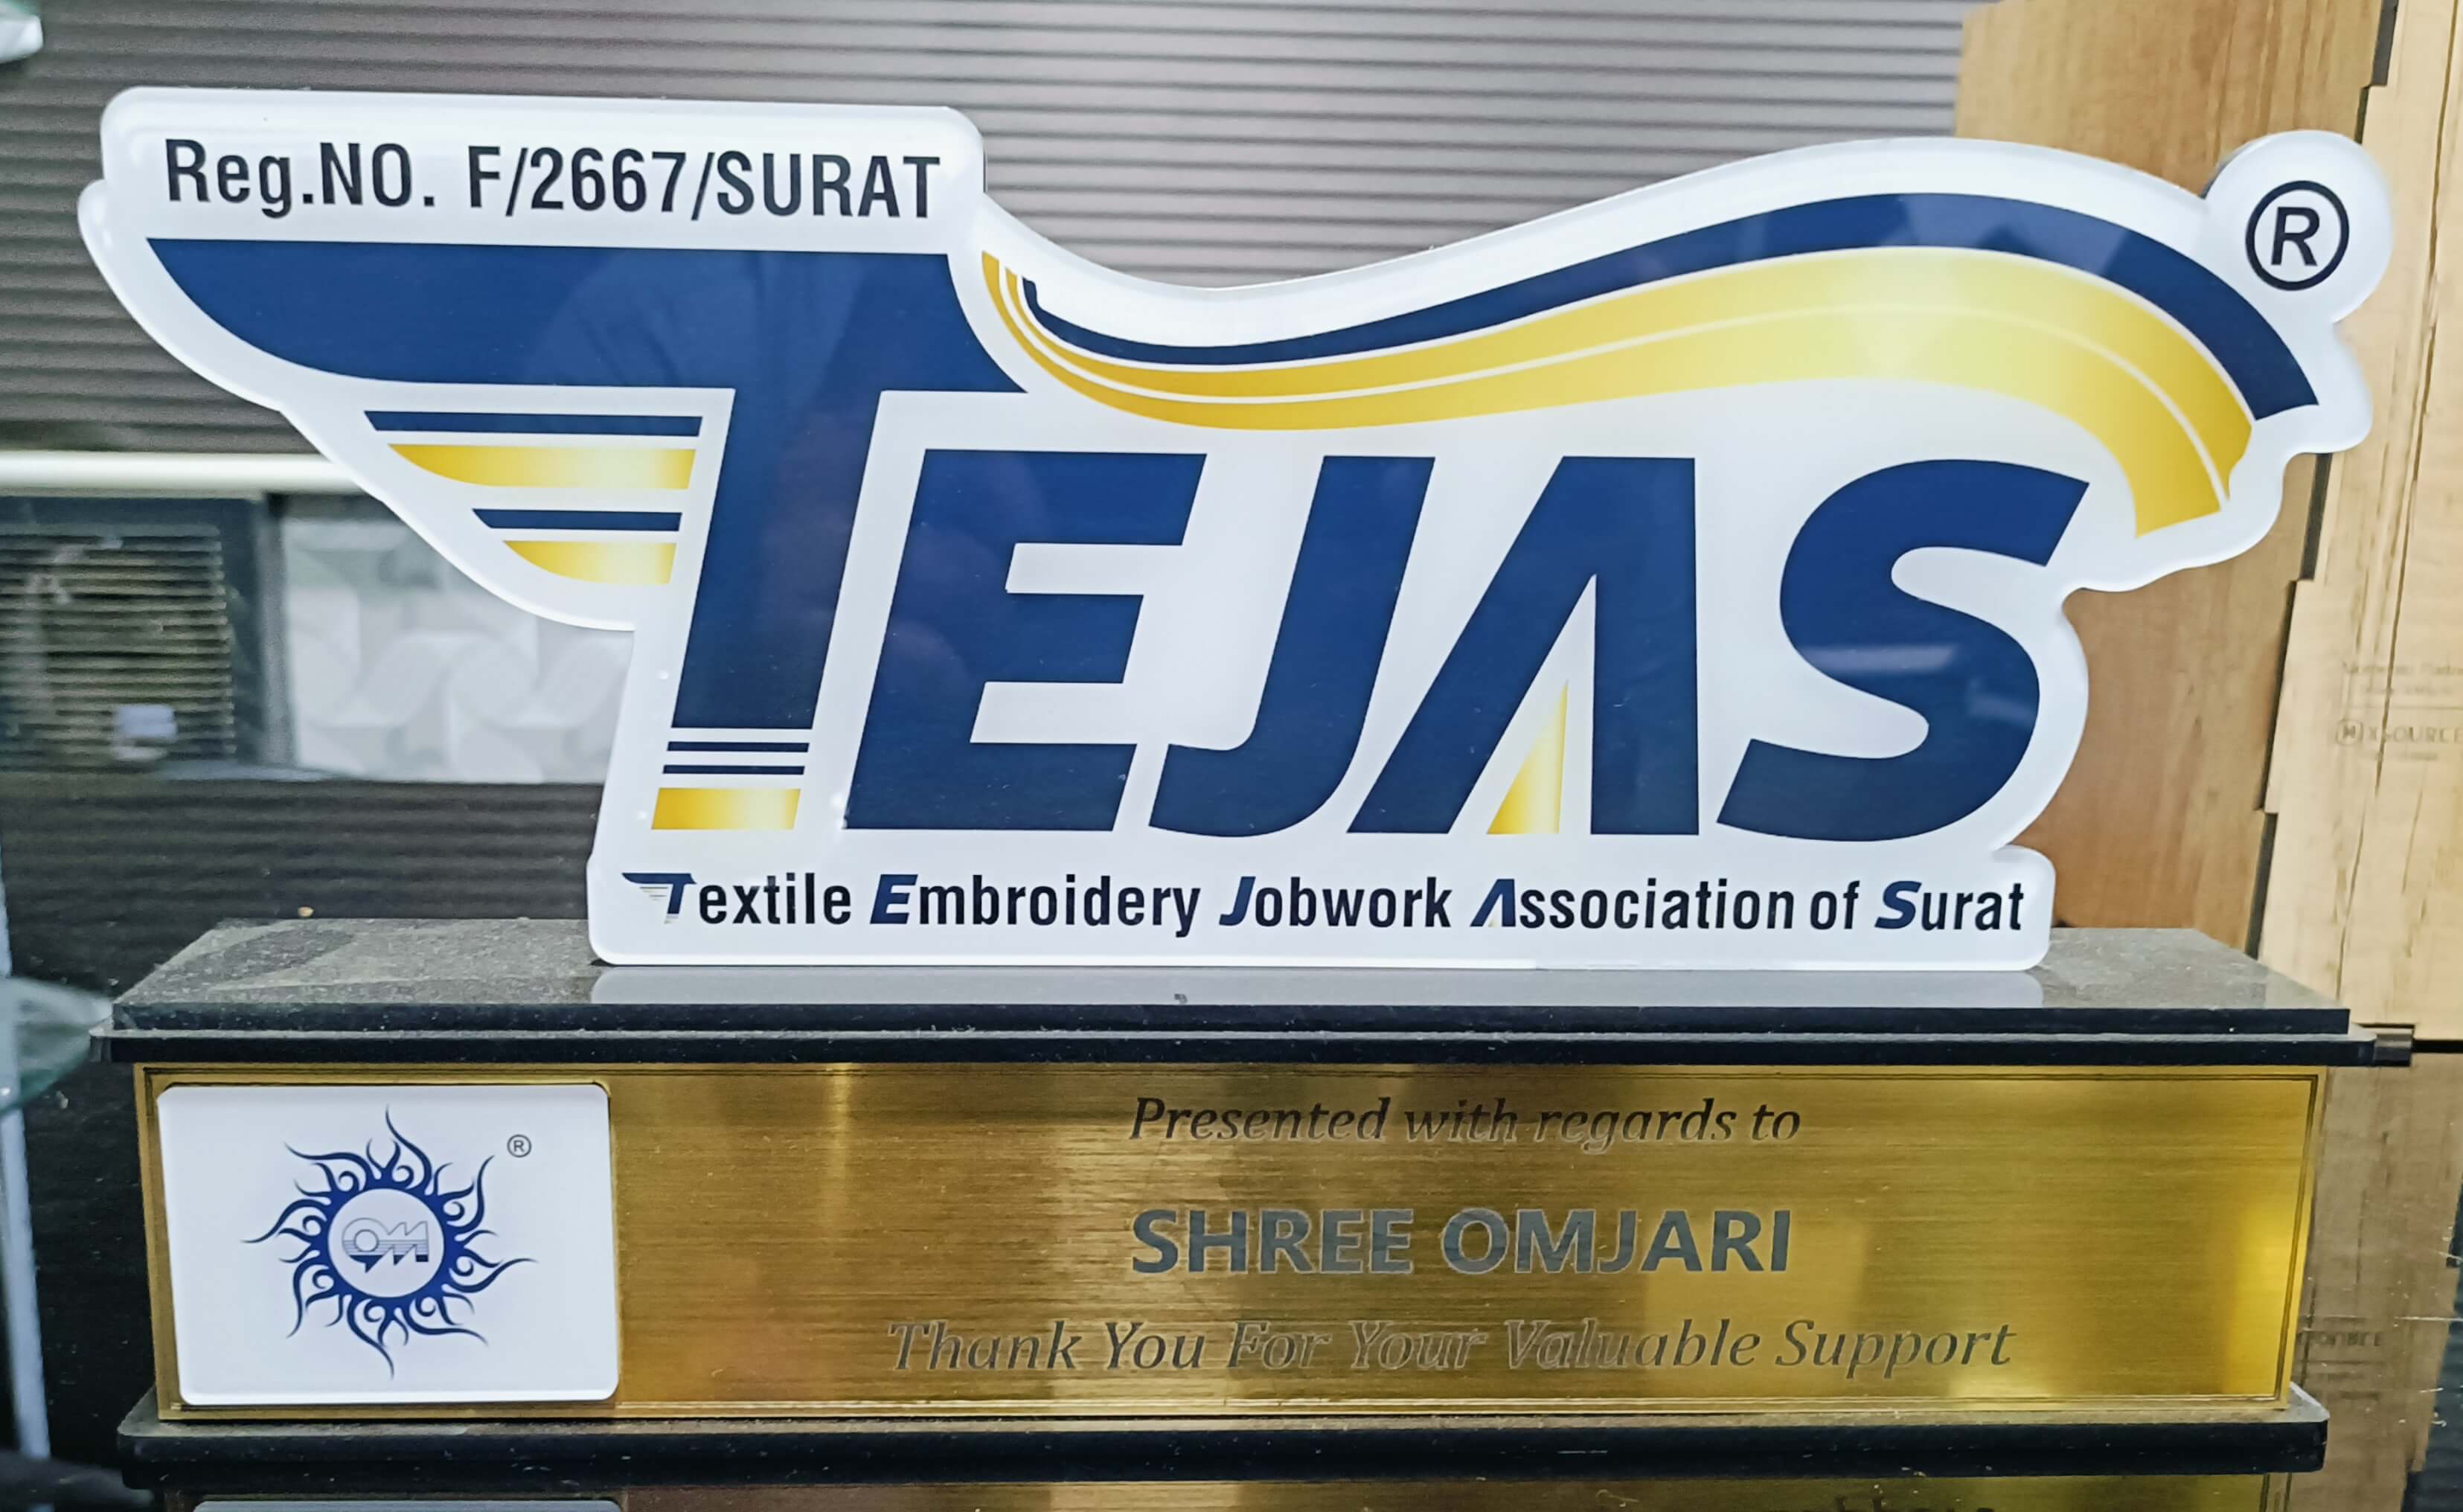 Reg.NO. F/2667/SURAT
®
TEJAS
Textile Embroidery Jobwork Association of Surat
®
OM
Presented with regards to
SHREE OMJARI
Thank You For Your Valuable Support